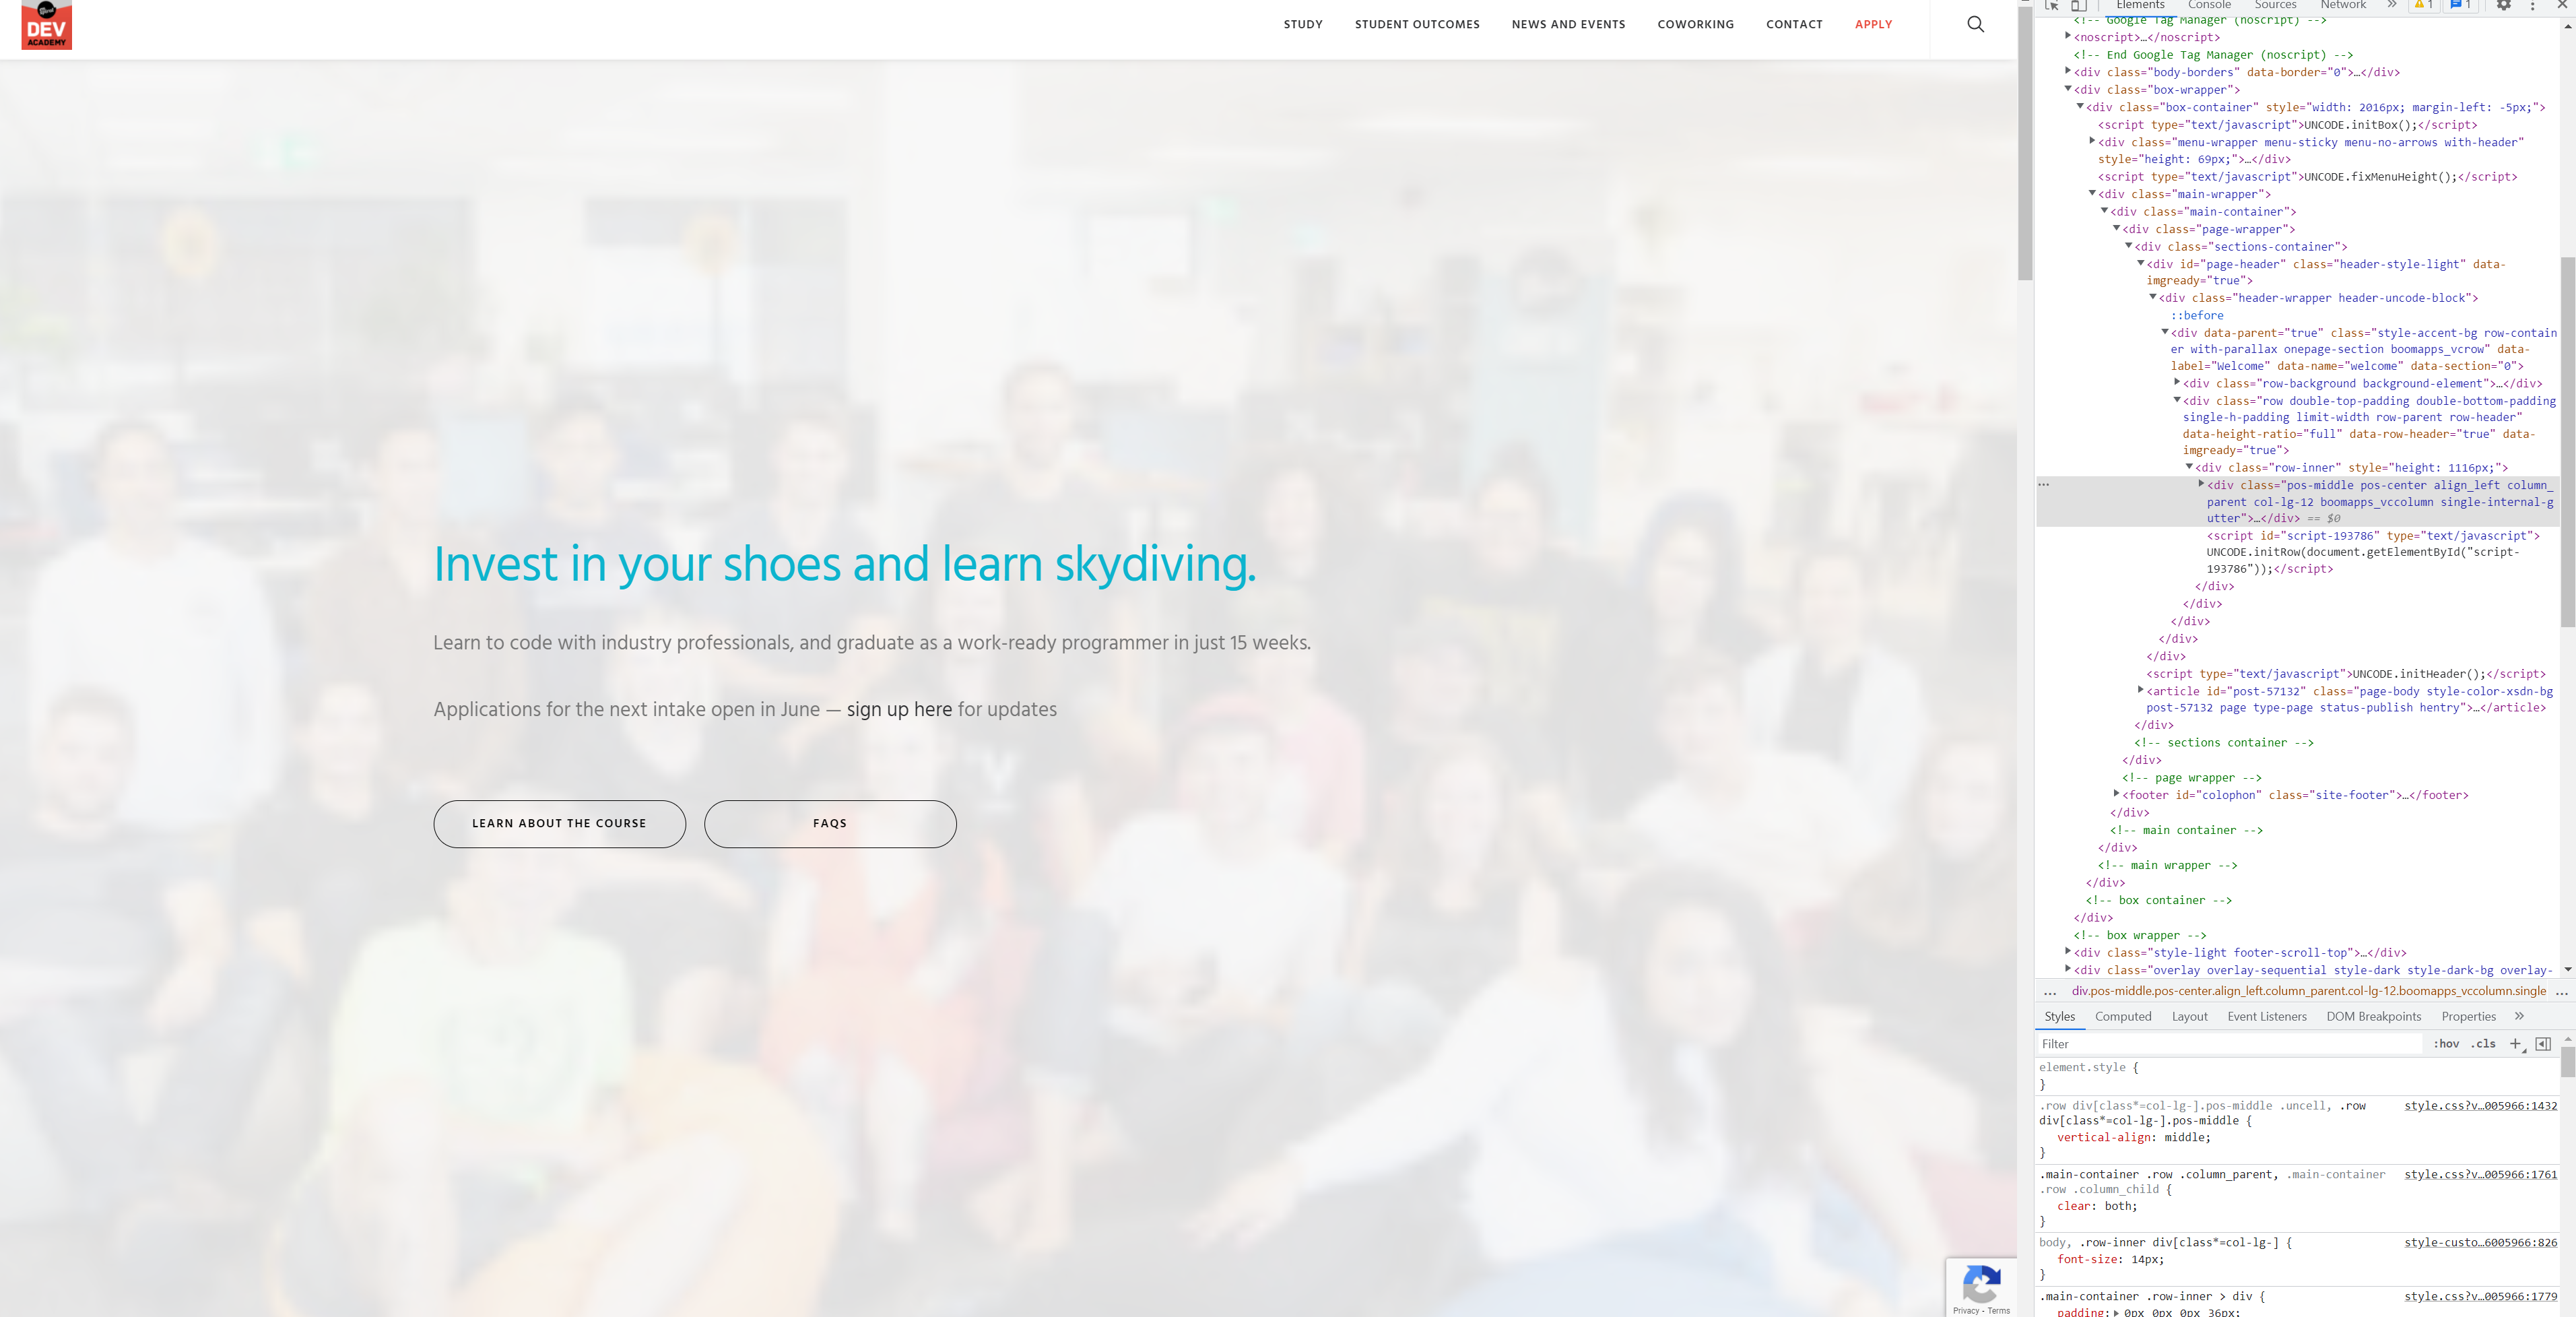 DEV
ACADEMY
STUDY STUDENT OUTCOMES NEWS AND EVENTS COWORKING CONTACT APPLY
Invest in your shoes and learn skydiving.
Learn to code with industry professionals, and graduate as a work-ready programmer in just 15 weeks.
Applications for the next intake open in June — sign up here for updates
LEARN ABOUT THE COURSE FAQS
Privacy - Terms
Elements Console Sources Network » 1 1
<!-- Google Tag Manager (noscript) -->
<noscript>…</noscript>
<!-- End Google Tag Manager (noscript) -->
<div class="body-borders" data-border="0">…</div>
<div class="box-wrapper">
<div class="box-container" style="width: 2016px; margin-left: -5px;">
<script type="text/javascript">UNCODE.initBox();</script>
<div class="menu-wrapper menu-sticky menu-no-arrows with-header"
style="height: 69px;">…</div>
<script type="text/javascript">UNCODE.fixMenuHeight();</script>
<div class="main-wrapper">
<div class="main-container">
<div class="page-wrapper">
<div class="sections-container">
<div id="page-header" class="header-style-light" data-
imgready="true">
<div class="header-wrapper header-uncode-block">
::before
<div data-parent="true" class="style-accent-bg row-contain
er with-parallax onepage-section boomapps_vcrow" data-
label="Welcome" data-name="welcome" data-section="0">
<div class="row-background background-element">…</div>
<div class="row double-top-padding double-bottom-padding
single-h-padding limit-width row-parent row-header"
data-height-ratio="full" data-row-header="true" data-
imgready="true">
<div class="row-inner" style="height: 1116px;">
… <div class="pos-middle pos-center align_left column_
parent col-lg-12 boomapps_vccolumn single-internal-g
utter">…</div> == $0
<script id="script-193786" type="text/javascript">
UNCODE.initRow(document.getElementById("script-
193786"));</script>
</div>
</div>
</div>
</div>
</div>
<script type="text/javascript">UNCODE.initHeader();</script>
<article id="post-57132" class="page-body style-color-xsdn-bg
post-57132 page type-page status-publish hentry">…</article>
</div>
<!-- sections container -->
</div>
<!-- page wrapper -->
<footer id="colophon" class="site-footer">…</footer>
</div>
<!-- main container -->
</div>
<!-- main wrapper -->
</div>
<!-- box container -->
</div>
<!-- box wrapper -->
<div class="style-light footer-scroll-top">…</div>
<div class="overlay overlay-sequential style-dark style-dark-bg overlay-
… div.pos-middle.pos-center.align_left.column_parent.col-lg-12.boomapps_vccolumn.single …
Styles Computed Layout Event Listeners DOM Breakpoints Properties »
Filter :hov .cls +
element.style {
}
.row div[class*=col-lg-].pos-middle .uncell, .row style.css?v…005966:1432
div[class*=col-lg-].pos-middle {
vertical-align: middle;
}
.main-container .row .column_parent, .main-container style.css?v…005966:1761
.row .column_child {
clear: both;
}
body, .row-inner div[class*=col-lg-] { style-custo…6005966:826
font-size: 14px;
}
.main-container .row-inner > div { style.css?v…005966:1779
padding: 0px 0px 0px 36px;